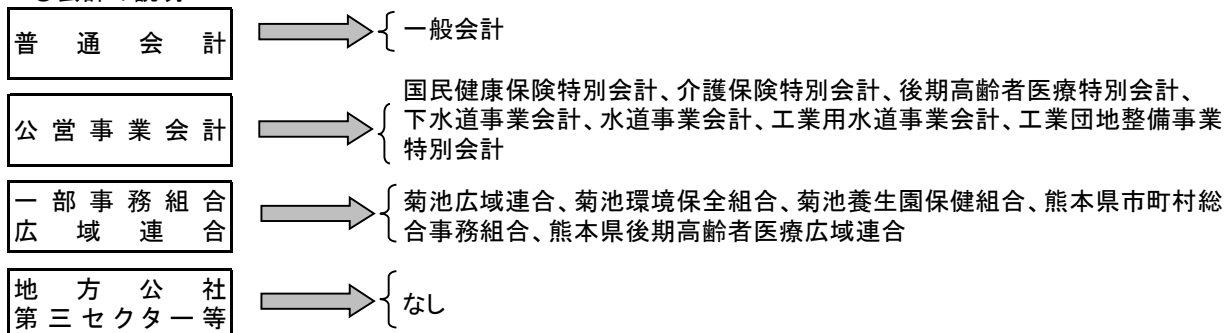 普通会計
一般会計
公営事業会計
国民健康保険特別会計、介護保険特別会計、後期高齢者医療特別会計、
下水道事業会計、水道事業会計、工業用水道事業会計、工業団地整備事業
特別会計
一部事務組合
広域連合
菊池広域連合、菊池環境保全組合、菊池養生園保健組合、熊本県市町村総
合事務組合、熊本県後期高齢者医療広域連合
地方公社
第三セクター等
なし